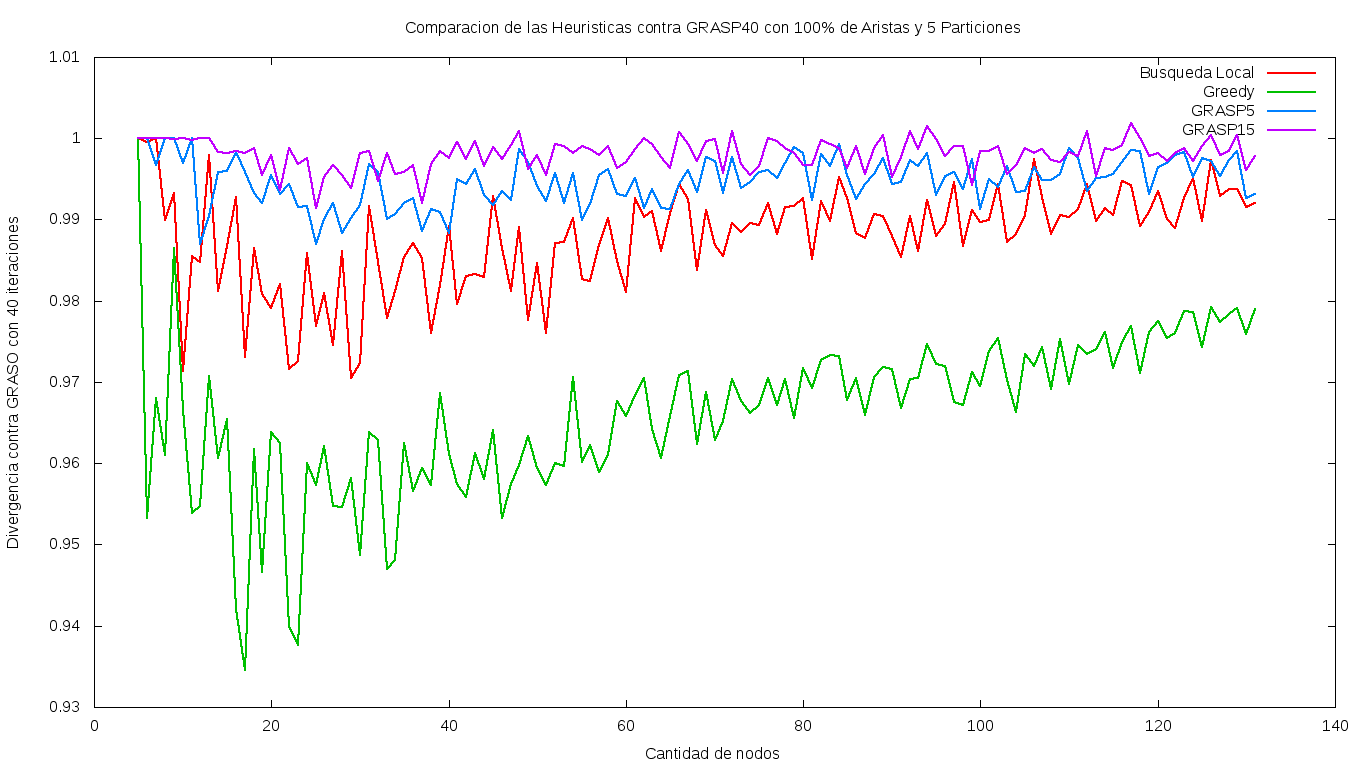 Comparacion de las Heuristicas contra GRASP40 con 100% de Aristas y 5 Particiones
Divergencia contra GRASO con 40 iteraciones
1.01
1
0.99
0.98
0.97
0.96
0.95
0.94
0.93
Busqueda Local
Greedy
GRASP5
GRASP15
0 20 40 60 80 100 120 140
Cantidad de nodos